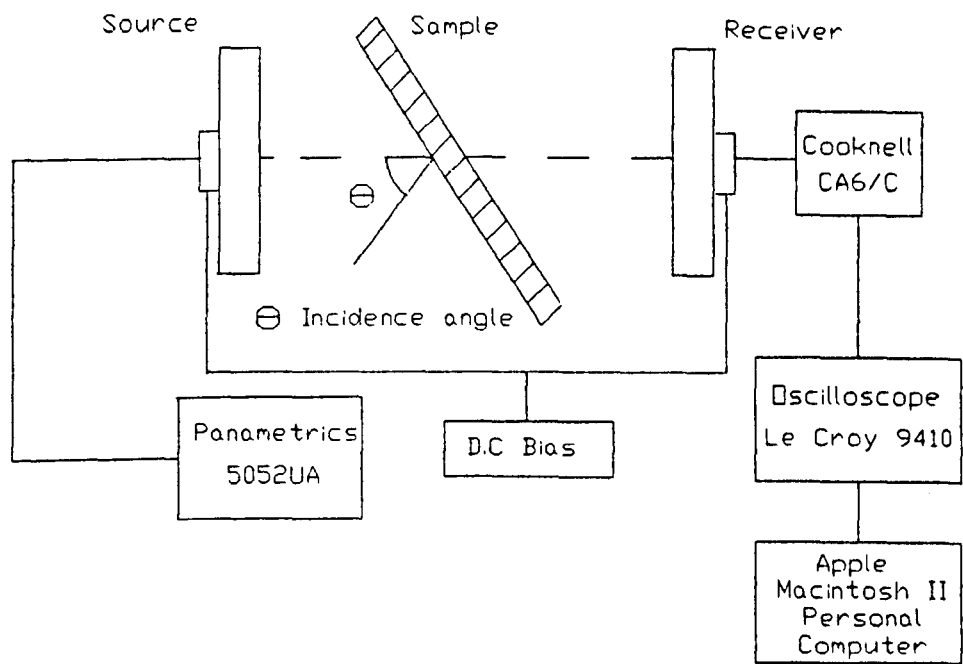 Source
Sample
Receiver
Cooknell
CA6/C
Θ
Θ Incidence angle
Panametrics
5052UA
D.C Bias
Oscilloscope
Le Croy 9410
Apple
Macintosh II
Personal
Computer